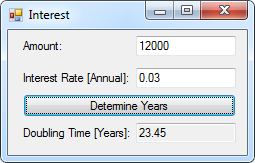 Interest
Amount: 12000
Interest Rate [Annual]: 0.03
Determine Years
Doubling Time [Years]: 23.45